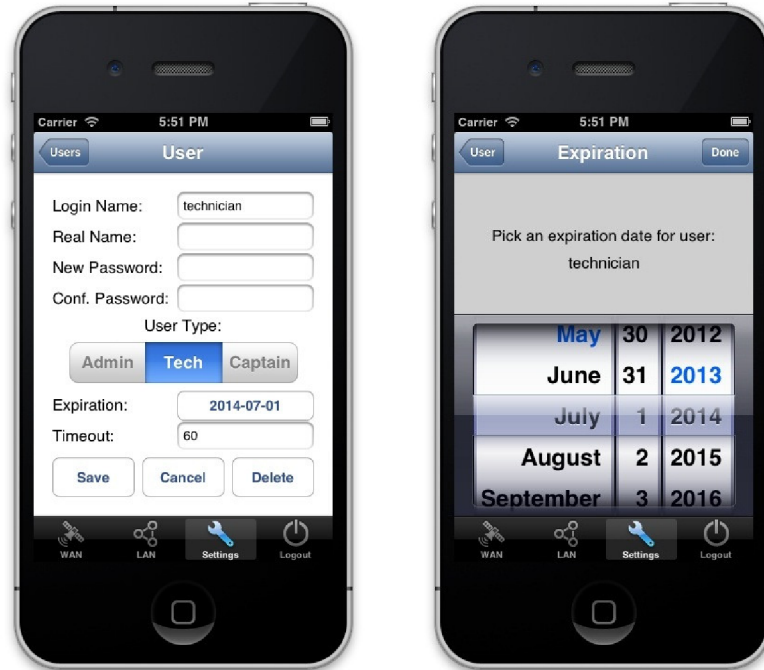 Carrier 5:51 PM
Users User
Login Name: technician
Real Name:
New Password:
Conf. Password:
User Type:
Admin Tech Captain
Expiration: 2014-07-01
Timeout: 60
Save Cancel Delete
WAN LAN Settings Logout
Carrier 5:51 PM
User Expiration Done
Pick an expiration date for user:
technician
May 30 2012
June 31 2013
July 1 2014
August 2 2015
September 3 2016
WAN LAN Settings Logout